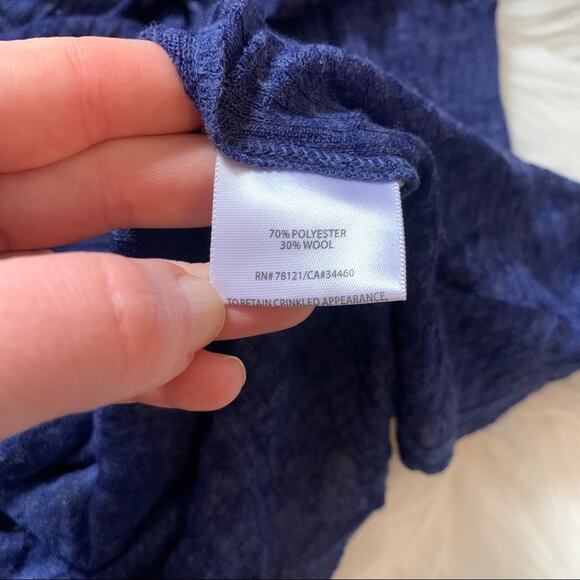 70% POLYESTER
30% WOOL
RN# 78121/CA#34460
TO RETAIN CRINKLED APPEARANCE,